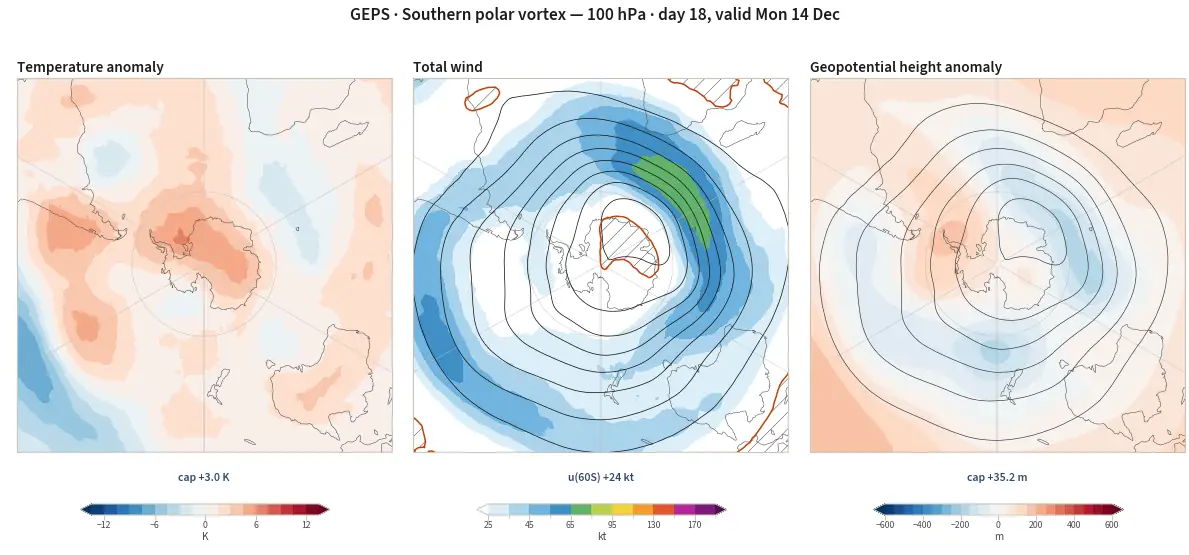 GEPS · Southern polar vortex — 100 hPa · day 18, valid Mon 14 Dec
Temperature anomaly
Total wind
Geopotential height anomaly
cap +3.0 K
u(60S) +24 kt
cap +35.2 m
−12 −6 0 6 12
K
25 45 65 95 130 170
kt
−600 −400 −200 0 200 400 600
m